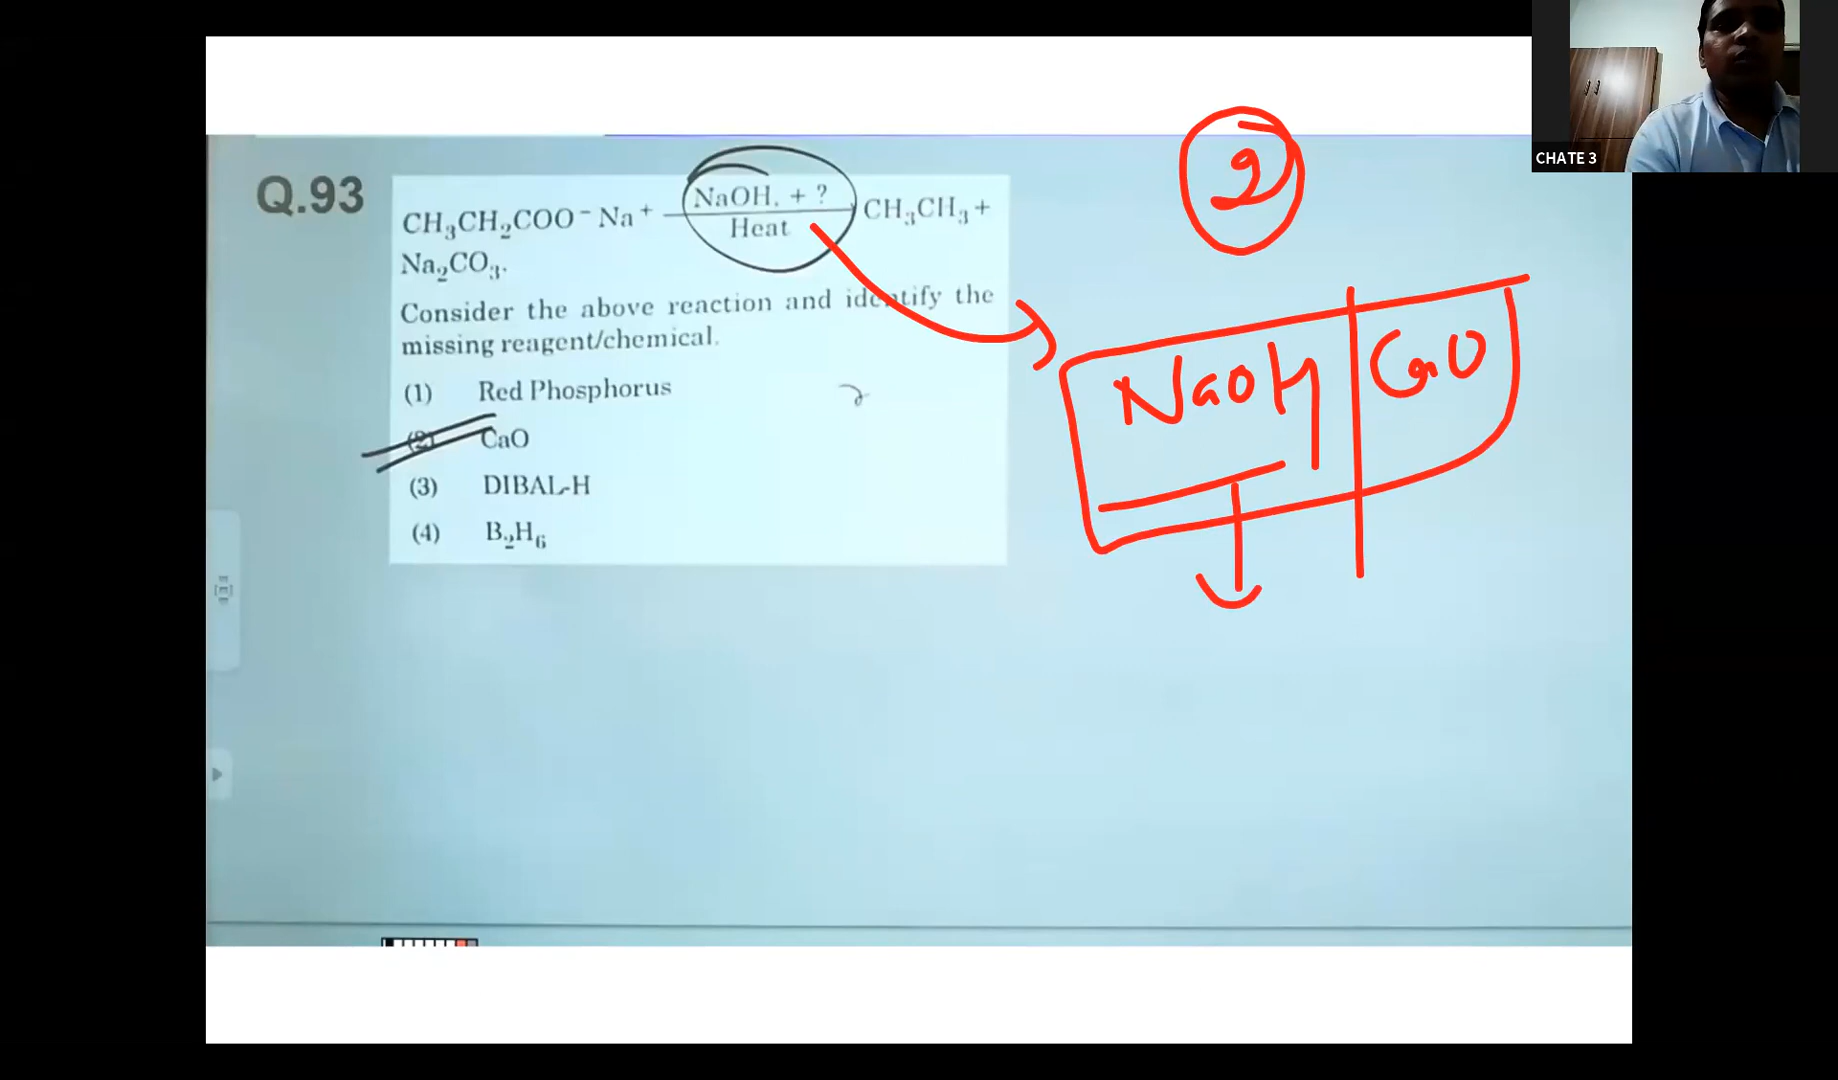 CHATE 3
Q.93
CH₃CH₂COO⁻Na⁺ NaOH, + ? Heat CH₃CH₃ +
Na₂CO₃.
Consider the above reaction and identify the
missing reagent/chemical.
(1) Red Phosphorus
(2) CaO
(3) DIBAL-H
(4) B₂H₆
2
NaOH CaO